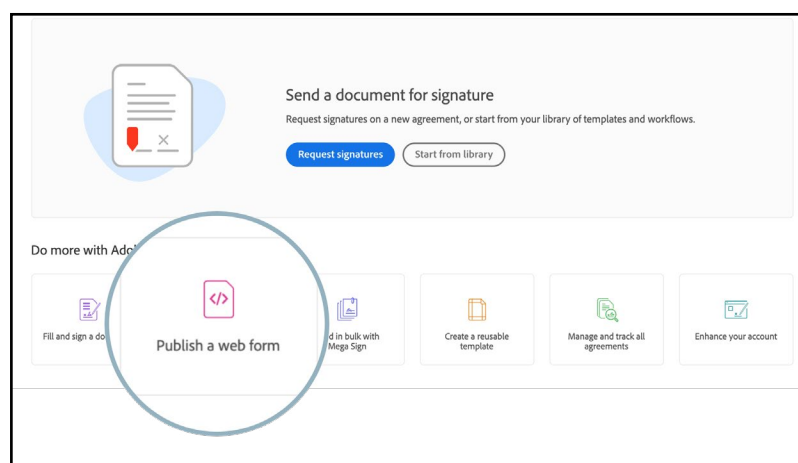 Send a document for signature
Request signatures on a new agreement, or start from your library of templates and workflows.
Request signatures
Start from library
Do more with Ado
Fill and sign a do
</>
Publish a web form
d in bulk with
Mega Sign
Create a reusable
template
Manage and track all
agreements
Enhance your account